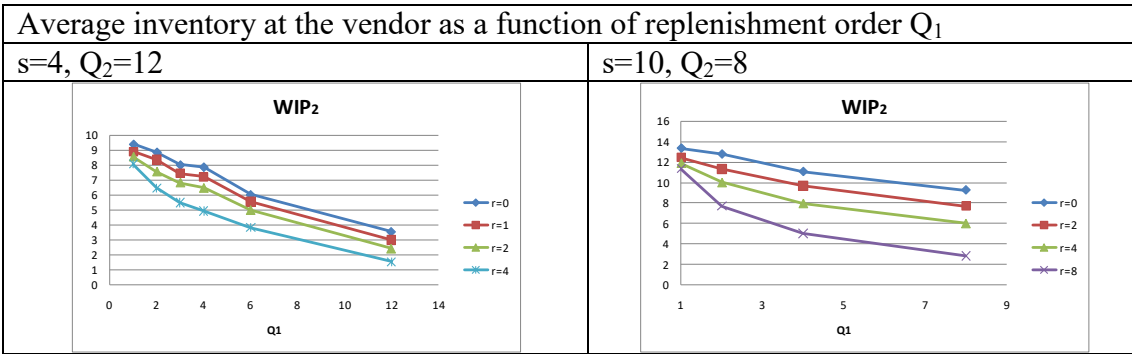 Average inventory at the vendor as a function of replenishment order Q₁
s=4, Q₂=12
s=10, Q₂=8
WIP₂
10
9
8
7
6
5
4
3
2
1
0
0 2 4 6 8 10 12 14
Q1
r=0
r=1
r=2
r=4
WIP₂
16
14
12
10
8
6
4
2
0
1 3 5 7 9
Q1
r=0
r=2
r=4
r=8